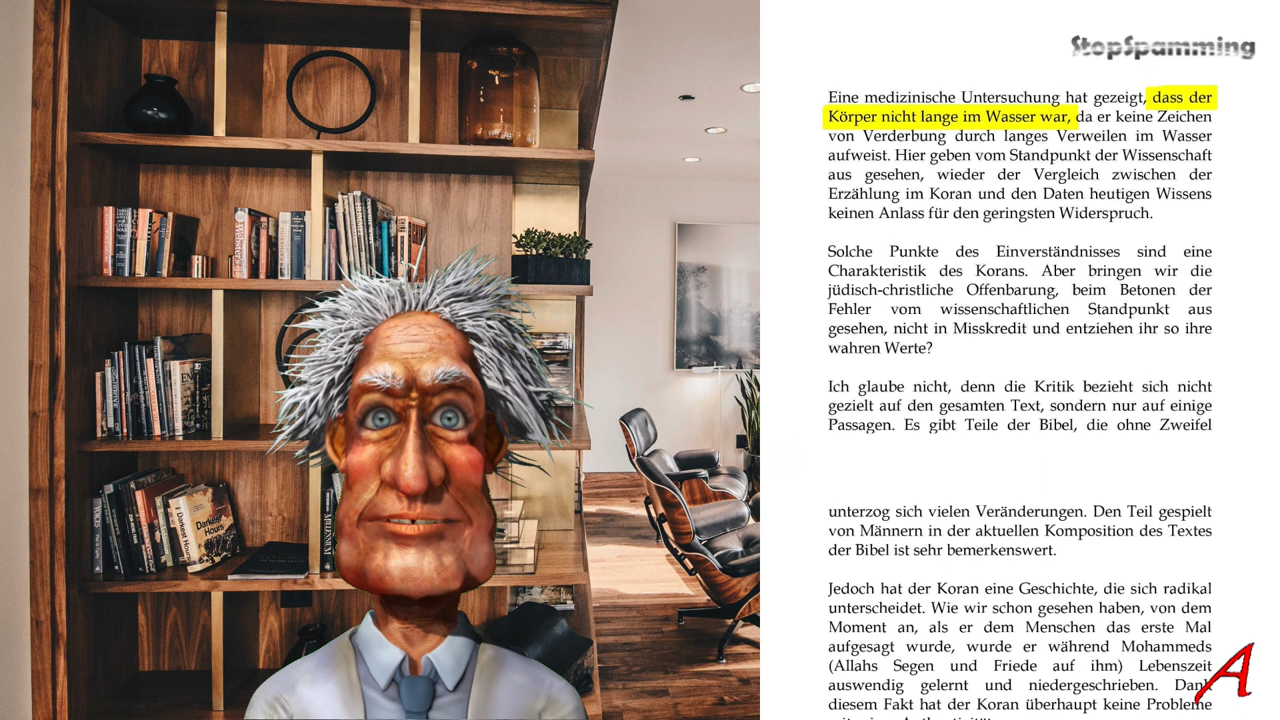 StopSpamming
Eine medizinische Untersuchung hat gezeigt, dass der
Körper nicht lange im Wasser war, da er keine Zeichen
von Verderbung durch langes Verweilen im Wasser
aufweist. Hier geben vom Standpunkt der Wissenschaft
aus gesehen, wieder der Vergleich zwischen der
Erzählung im Koran und den Daten heutigen Wissens
keinen Anlass für den geringsten Widerspruch.
Solche Punkte des Einverständnisses sind eine
Charakteristik des Korans. Aber bringen wir die
jüdisch-christliche Offenbarung, beim Betonen der
Fehler vom wissenschaftlichen Standpunkt aus
gesehen, nicht in Misskredit und entziehen ihr so ihre
wahren Werte?
Ich glaube nicht, denn die Kritik bezieht sich nicht
gezielt auf den gesamten Text, sondern nur auf einige
Passagen. Es gibt Teile der Bibel, die ohne Zweifel
unterzog sich vielen Veränderungen. Den Teil gespielt
von Männern in der aktuellen Komposition des Textes
der Bibel ist sehr bemerkenswert.
Jedoch hat der Koran eine Geschichte, die sich radikal
unterscheidet. Wie wir schon gesehen haben, von dem
Moment an, als er dem Menschen das erste Mal
aufgesagt wurde, wurde er während Mohammeds
(Allahs Segen und Friede auf ihm) Lebenszeit
auswendig gelernt und niedergeschrieben. Dank
diesem Fakt hat der Koran überhaupt keine Probleme
A
Darkest
Hours